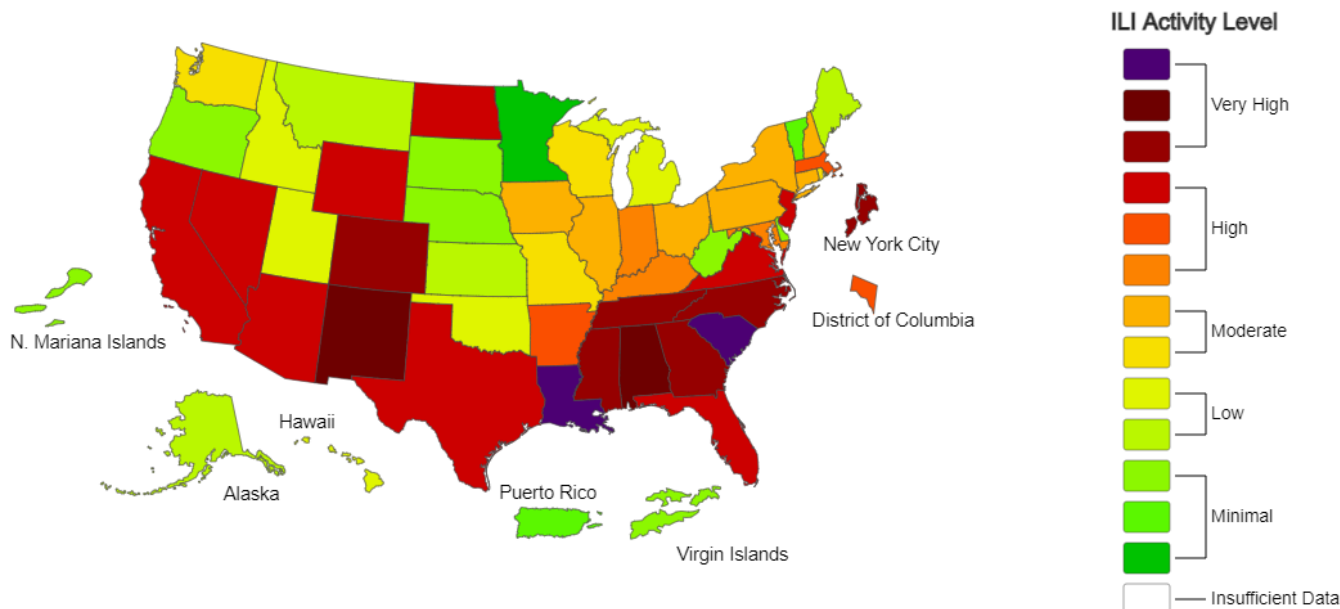 ILI Activity Level
Very High
High
Moderate
Low
Minimal
Insufficient Data
New York City
District of Columbia
N. Mariana Islands
Hawaii
Alaska
Puerto Rico
Virgin Islands